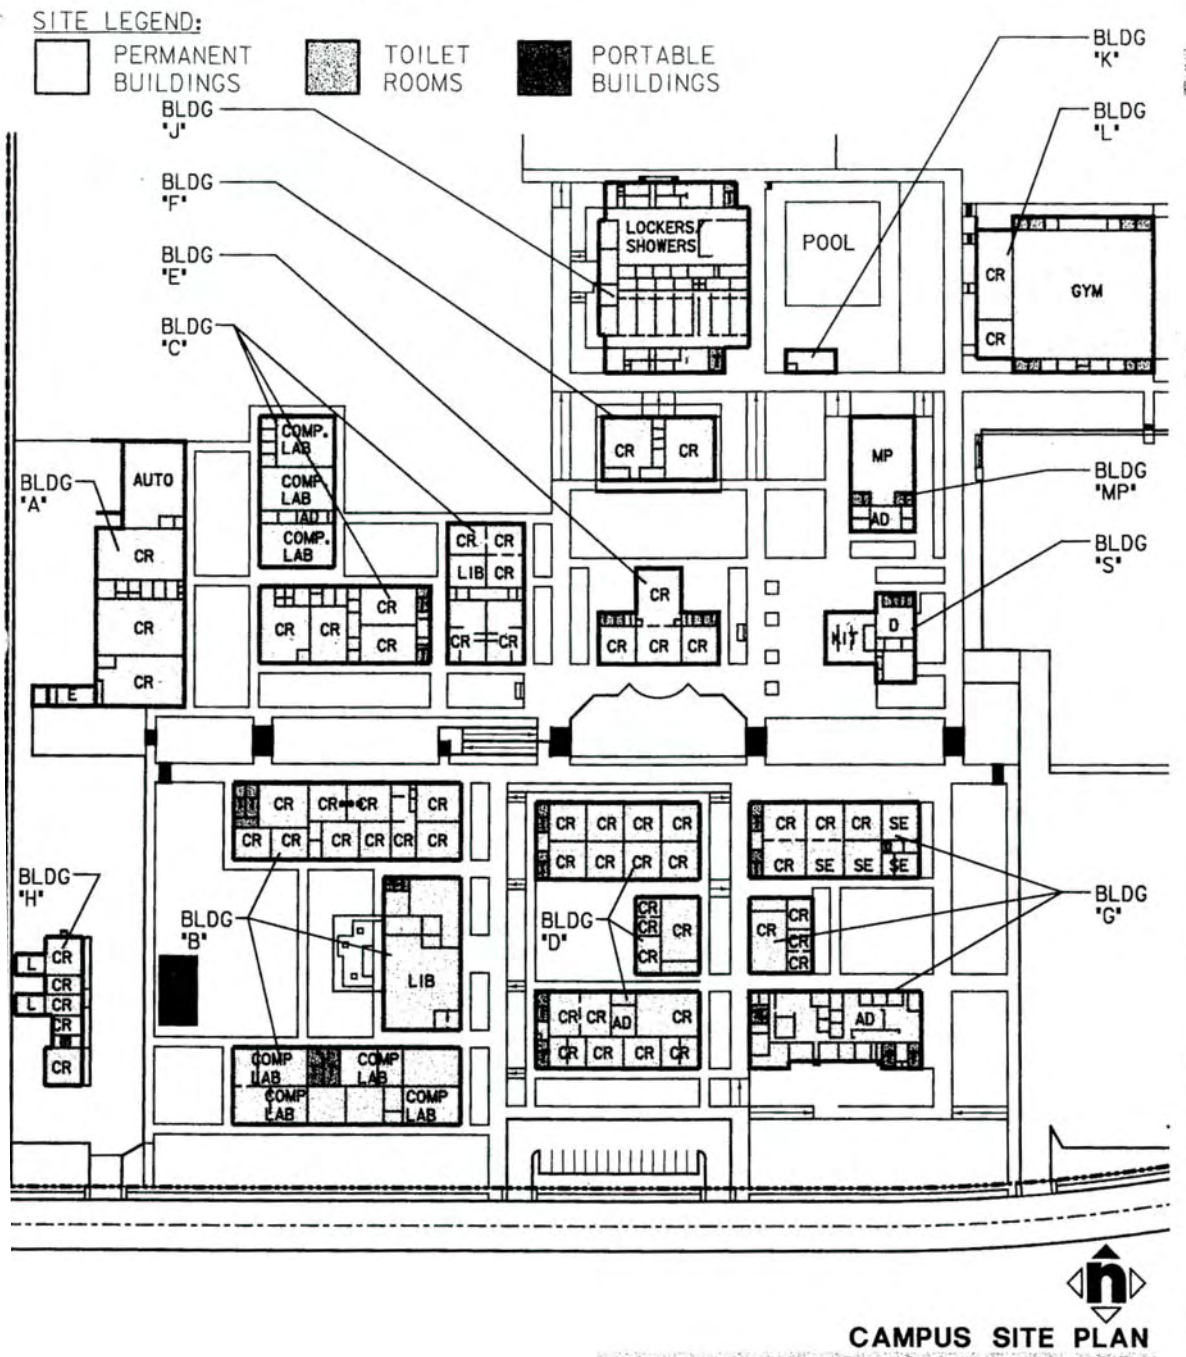 SITE LEGEND:
PERMANENT
BUILDINGS
TOILET
ROOMS
PORTABLE
BUILDINGS
BLDG
"K"
BLDG
"J"
BLDG
"L"
BLDG
"F"
BLDG
"E"
BLDG
"C"
LOCKERS/
SHOWERS
POOL
CR
GYM
CR
COMP.
LAB
COMP.
LAB
AD
COMP.
LAB
CR CR
MP
AD
BLDG
"MP"
BLDG
"A"
AUTO
CR
CR
CR
E
CR CR
LIB CR
CR CR
CR CR CR
CR
CR
CR CR CR
BLDG
"S"
KIT
D
CR CR CR CR
CR CR CR CR CR CR
CR CR CR CR
CR CR CR CR
CR CR CR SE
CR SE SE SE
BLDG
"H"
CR
L
CR
L CR
CR
CR
BLDG
"B"
LIB
BLDG
"D"
CR
CR
CR
CR
CR
CR
CR
CR
BLDG
"G"
CR CR AD CR
CR CR CR CR
AD
COMP
LAB
COMP
LAB
COMP
LAB
COMP
LAB
n
CAMPUS SITE PLAN